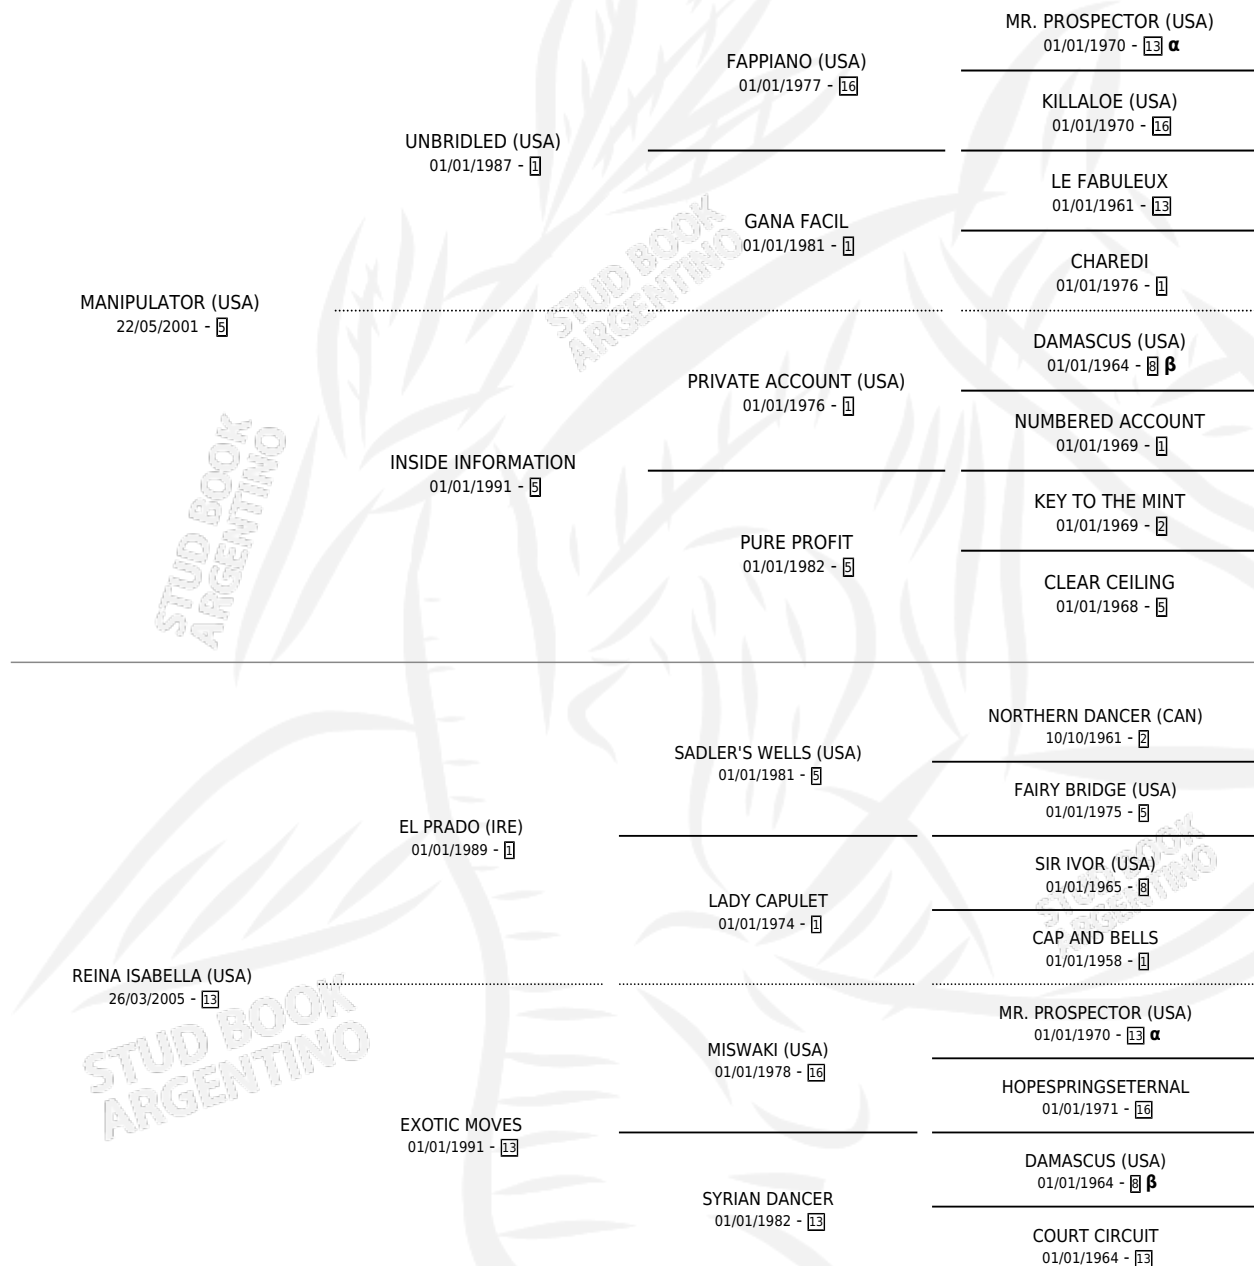 MR. PROSPECTOR (USA)
01/01/1970 - 13 α
FAPPIANO (USA)
01/01/1977 - 16
KILLALOE (USA)
01/01/1970 - 16
UNBRIDLED (USA)
01/01/1987 - 1
LE FABULEUX
01/01/1961 - 13
GANA FACIL
01/01/1981 - 1
CHAREDI
01/01/1976 - 1
MANIPULATOR (USA)
22/05/2001 - 5
DAMASCUS (USA)
01/01/1964 - 8 β
PRIVATE ACCOUNT (USA)
01/01/1976 - 1
NUMBERED ACCOUNT
01/01/1969 - 1
INSIDE INFORMATION
01/01/1991 - 5
KEY TO THE MINT
01/01/1969 - 2
PURE PROFIT
01/01/1982 - 5
CLEAR CEILING
01/01/1968 - 5
NORTHERN DANCER (CAN)
10/10/1961 - 2
SADLER'S WELLS (USA)
01/01/1981 - 5
FAIRY BRIDGE (USA)
01/01/1975 - 5
EL PRADO (IRE)
01/01/1989 - 1
SIR IVOR (USA)
01/01/1965 - 8
LADY CAPULET
01/01/1974 - 1
CAP AND BELLS
01/01/1958 - 1
REINA ISABELLA (USA)
26/03/2005 - 13
MR. PROSPECTOR (USA)
01/01/1970 - 13 α
MISWAKI (USA)
01/01/1978 - 16
HOPESPRINGSETERNAL
01/01/1971 - 16
EXOTIC MOVES
01/01/1991 - 13
DAMASCUS (USA)
01/01/1964 - 8 β
SYRIAN DANCER
01/01/1982 - 13
COURT CIRCUIT
01/01/1964 - 13
STUD BOOK
ARGENTINO
STUD BOOK
ARGENTINO
STUD BOOK
ARGENTINO
STUD BOOK
ARGENTINO